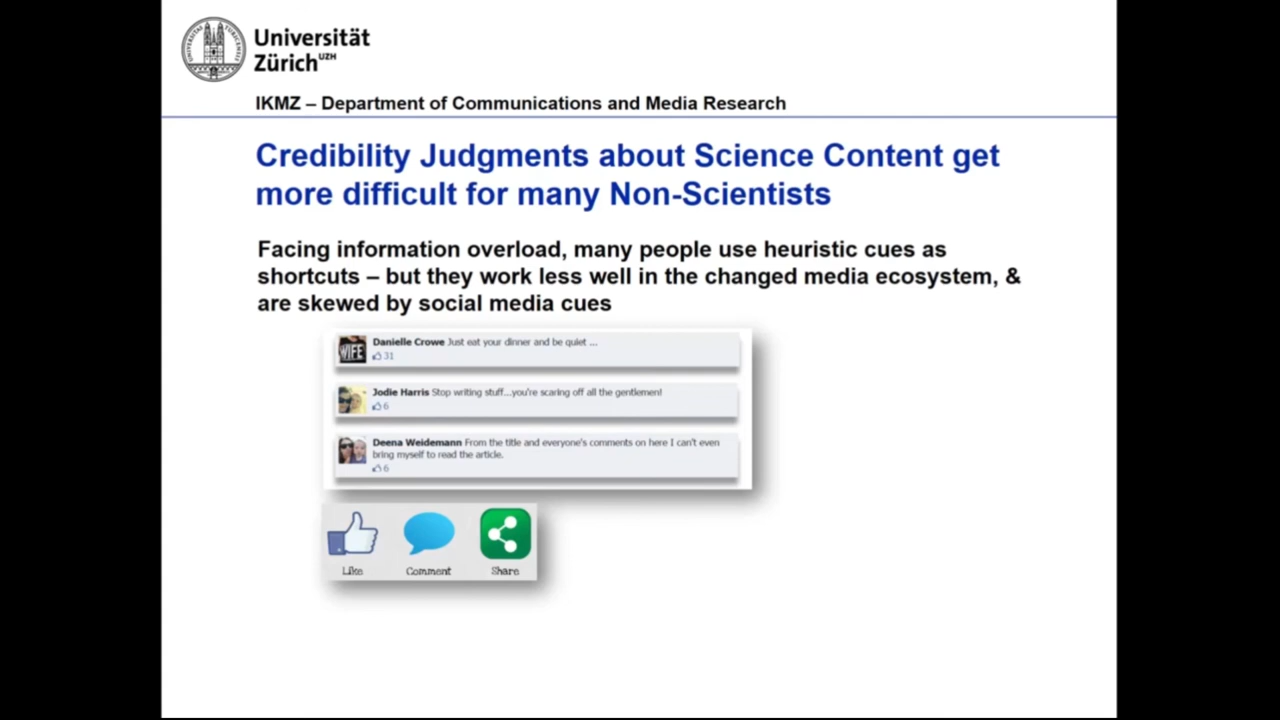 Universität
Zürich UZH
IKMZ – Department of Communications and Media Research
Credibility Judgments about Science Content get
more difficult for many Non-Scientists
Facing information overload, many people use heuristic cues as
shortcuts – but they work less well in the changed media ecosystem, &
are skewed by social media cues
WIFE
Danielle Crowe Just eat your dinner and be quiet ...
31
Jodie Harris Stop writing stuff...you're scaring off all the gentlemen!
6
Deena Weidemann From the title and everyone's comments on here I can't even
bring myself to read the article.
6
Like Comment Share